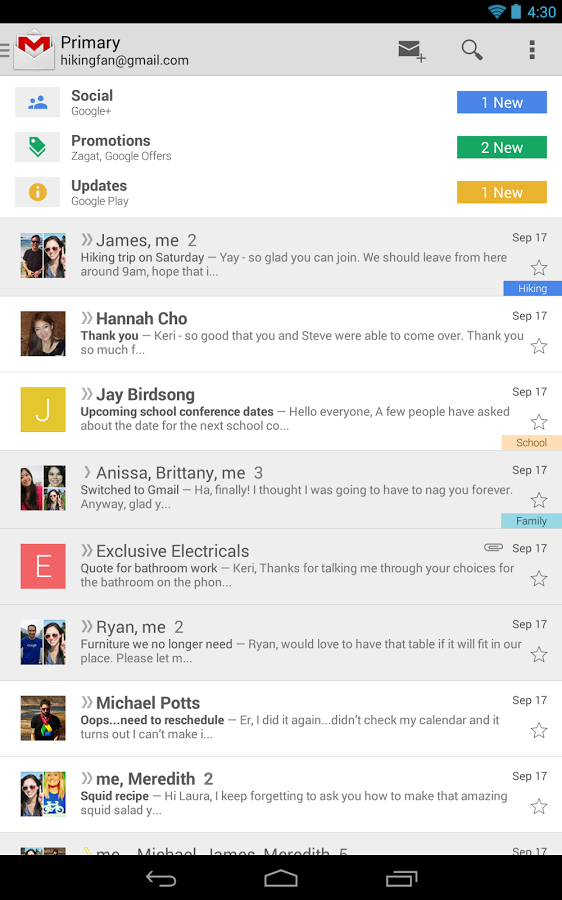 4:30
Primary
hikingfan@gmail.com
Social
Google+
1 New
Promotions
Zagat, Google Offers
2 New
Updates
Google Play
1 New
James, me 2
Sep 17
Hiking trip on Saturday — Yay - so glad you can join. We should leave from here
around 9am, hope that i...
Hiking
Hannah Cho
Sep 17
Thank you — Keri - so good that you and Steve were able to come over. Thank you
so much f...
J
Jay Birdsong
Sep 17
Upcoming school conference dates — Hello everyone, A few people have asked
about the date for the next school co...
School
Anissa, Brittany, me 3
Sep 17
Switched to Gmail — Ha, finally! I thought I was going to have to nag you forever.
Anyway, glad y...
Family
E
Exclusive Electricals
Sep 17
Quote for bathroom work — Keri, Thanks for talking me through your choices for
the bathroom on the phon...
Ryan, me 2
Sep 17
Furniture we no longer need — Ryan, would love to have that table if it will fit in our
place. Please let m...
Michael Potts
Sep 17
Oops...need to reschedule — Er, I did it again...didn't check my calendar and it
turns out I can't make i...
me, Meredith 2
Sep 17
Squid recipe — Hi Laura, I keep forgetting to ask you how to make that amazing
squid salad y...
me .. Michael, James, Meredith 5
Sep 17